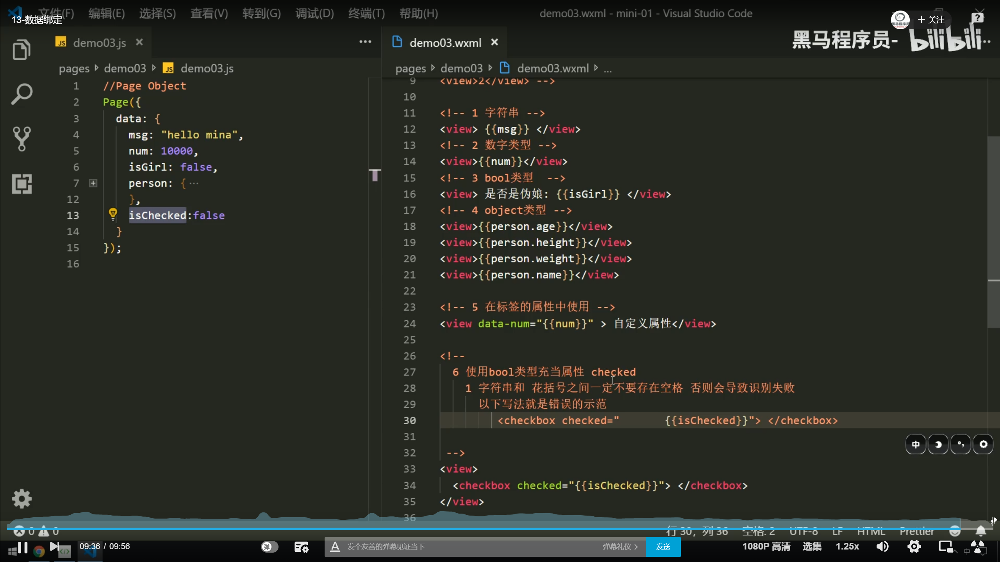 文件(F) 编辑(E) 选择(S) 查看(V) 转到(G) 调试(D) 终端(T) 帮助(H) demo03.wxml - mini-01 - Visual Studio Code
13-数据绑定
+ 关注
黑马程序员- bilibili
demo03.js
demo03.wxml
pages demo03 demo03.js
pages demo03 demo03.wxml ...
1 //Page Object
2 Page({
3 data: {
4 msg: "hello mina",
5 num: 10000,
6 isGirl: false,
7 person: { ...
12 },
13 isChecked:false
14 }
15 });
16
9 <view>2</view> -->
10
11 <!-- 1 字符串 -->
12 <view> {{msg}} </view>
13 <!-- 2 数字类型 -->
14 <view>{{num}}</view>
15 <!-- 3 bool类型 -->
16 <view> 是否是伪娘: {{isGirl}} </view>
17 <!-- 4 object类型 -->
18 <view>{{person.age}}</view>
19 <view>{{person.height}}</view>
20 <view>{{person.weight}}</view>
21 <view>{{person.name}}</view>
22
23 <!-- 5 在标签的属性中使用 -->
24 <view data-num="{{num}}" > 自定义属性</view>
25
26 <!--
27 6 使用bool类型充当属性 checked
28 1 字符串和 花括号之间一定不要存在空格 否则会导致识别失败
29 以下写法就是错误的示范
30 <checkbox checked="       {{isChecked}}"> </checkbox>
31
32 -->
33 <view>
34 <checkbox checked="{{isChecked}}"> </checkbox>
35 </view>
36
中
0 0
行 30, 列 36 空格: 2 UTF-8 LF HTML Prettier
09:36 / 09:56
弹
发个友善的弹幕见证当下
弹幕礼仪 >
发送
1080P 高清 选集 1.25x
中